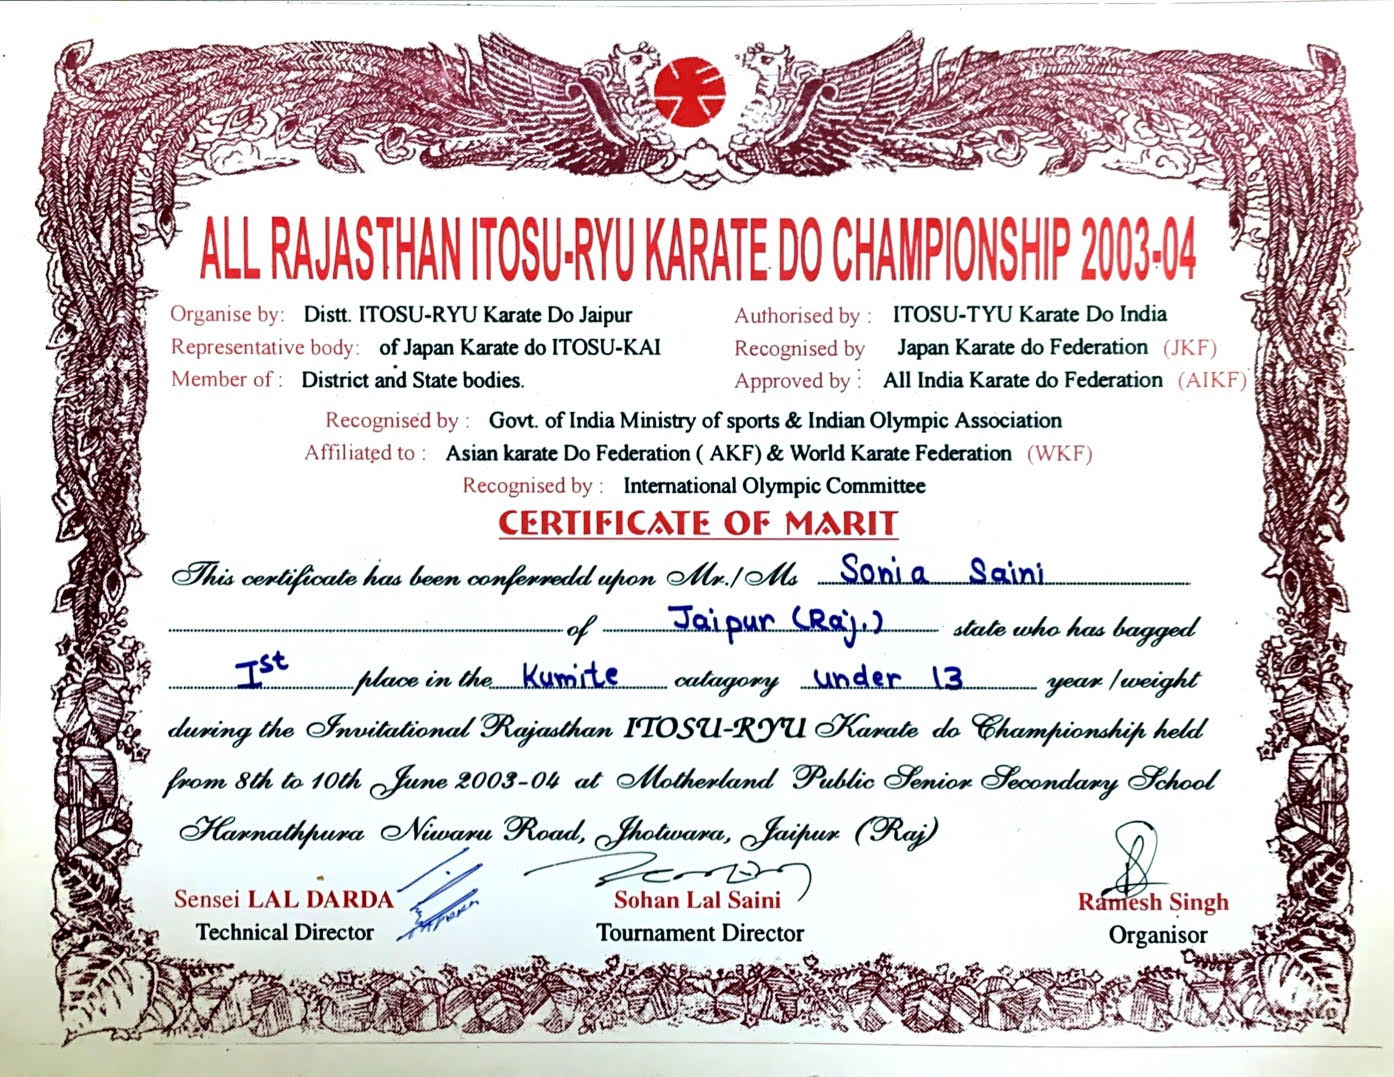 ALL RAJASTHAN ITOSU-RYU KARATE DO CHAMPIONSHIP 2003-04
Organise by: Distt. ITOSU-RYU Karate Do Jaipur Authorised by : ITOSU-TYU Karate Do India
Representative body: of Japan Karate do ITOSU-KAI Recognised by Japan Karate do Federation (JKF)
Member of : District and State bodies. Approved by : All India Karate do Federation (AIKF)
Recognised by : Govt. of India Ministry of sports & Indian Olympic Association
Affiliated to : Asian karate Do Federation ( AKF) & World Karate Federation (WKF)
Recognised by : International Olympic Committee
CERTIFICATE OF MARIT
This certificate has been conferredd upon Mr./Ms Sonia Saini
of Jaipur (Raj.) state who has bagged
Ist place in the Kumite catagory under 13 year/weight
during the Invitational Rajasthan ITOSU-RYU Karate do Championship held
from 8th to 10th June 2003-04 at Motherland Public Senior Secondary School
Harnathpura Niwaru Road, Jhotwara, Jaipur (Raj)
Sensei LAL DARDA Sohan Lal Saini Ramesh Singh
Technical Director Tournament Director Organisor